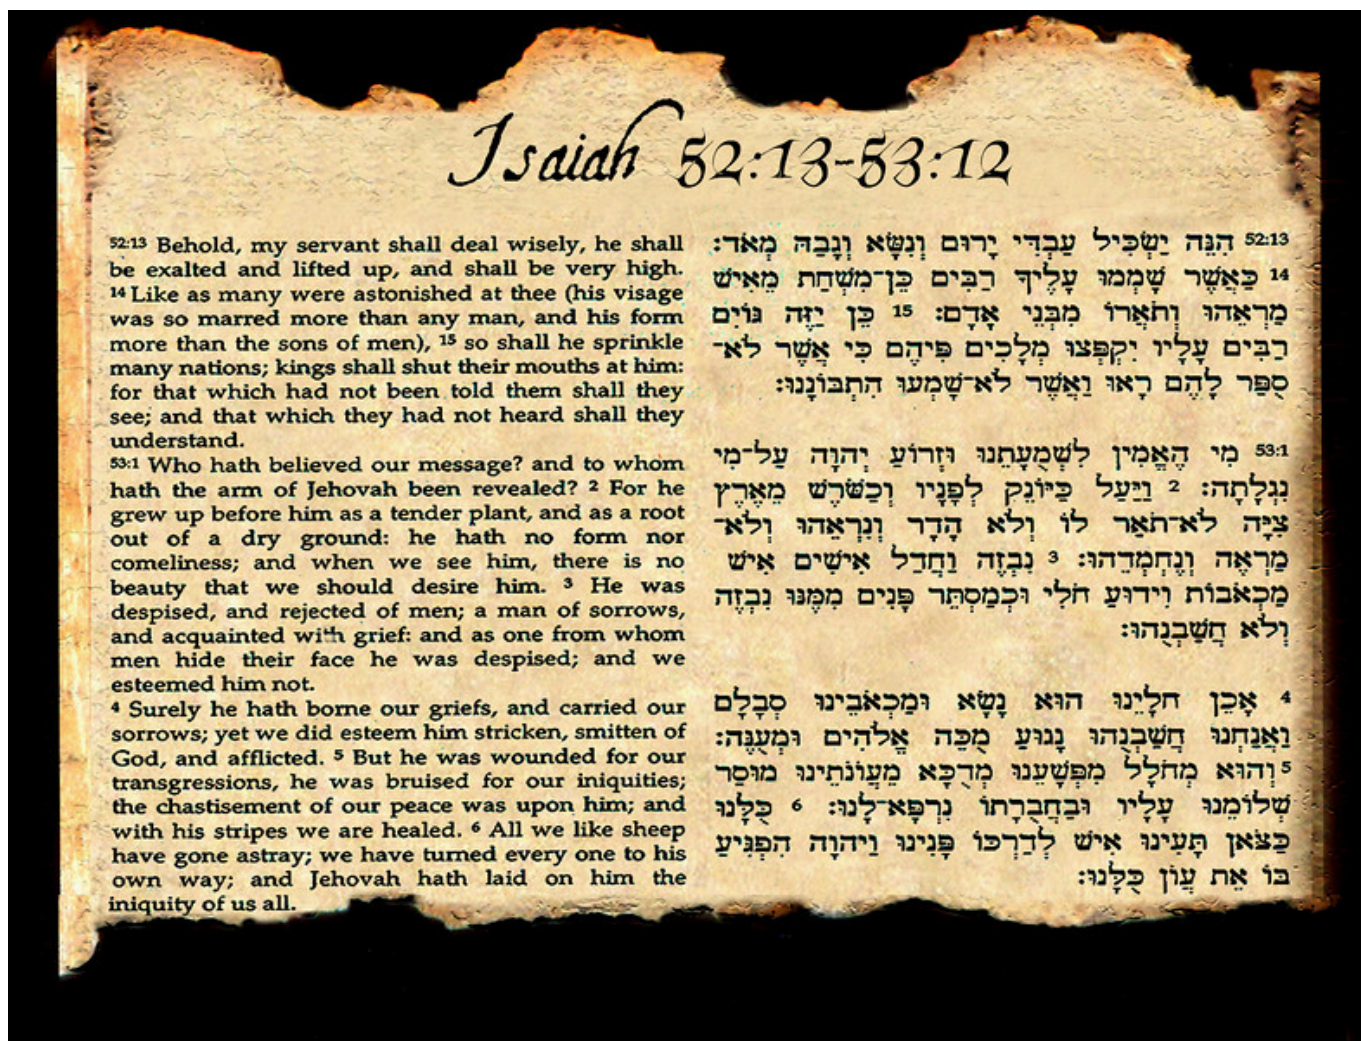 Isaiah 52:13-53:12
52:13 Behold, my servant shall deal wisely, he shall
be exalted and lifted up, and shall be very high.
14 Like as many were astonished at thee (his visage
was so marred more than any man, and his form
more than the sons of men), 15 so shall he sprinkle
many nations; kings shall shut their mouths at him:
for that which had not been told them shall they
see; and that which they had not heard shall they
understand.
53:1 Who hath believed our message? and to whom
hath the arm of Jehovah been revealed? 2 For he
grew up before him as a tender plant, and as a root
out of a dry ground: he hath no form nor
comeliness; and when we see him, there is no
beauty that we should desire him. 3 He was
despised, and rejected of men; a man of sorrows,
and acquainted with grief: and as one from whom
men hide their face he was despised; and we
esteemed him not.
4 Surely he hath borne our griefs, and carried our
sorrows; yet we did esteem him stricken, smitten of
God, and afflicted. 5 But he was wounded for our
transgressions, he was bruised for our iniquities;
the chastisement of our peace was upon him; and
with his stripes we are healed. 6 All we like sheep
have gone astray; we have turned every one to his
own way; and Jehovah hath laid on him the
iniquity of us all.
52:13 הִנֵּה יַשְׂכִּיל עַבְדִּי יָרוּם וְנִשָּׂא וְגָבַהּ מְאֹד׃
14 כַּאֲשֶׁר שָׁמְמוּ עָלֶיךָ רַבִּים כֵּן־מִשְׁחַת מֵאִישׁ
מַרְאֵהוּ וְתֹאֲרוֹ מִבְּנֵי אָדָם׃ 15 כֵּן יַזֶּה גּוֹיִם
רַבִּים עָלָיו יִקְפְּצוּ מְלָכִים פִּיהֶם כִּי אֲשֶׁר לֹא־
סֻפַּר לָהֶם רָאוּ וַאֲשֶׁר לֹא־שָׁמְעוּ הִתְבּוֹנָנוּ׃
53:1 מִי הֶאֱמִין לִשְׁמֻעָתֵנוּ וּזְרוֹעַ יְהוָה עַל־מִי
נִגְלָתָה׃ 2 וַיַּעַל כַּיּוֹנֵק לְפָנָיו וְכַשֹּׁרֶשׁ מֵאֶרֶץ
צִיָּה לֹא־תֹאַר לוֹ וְלֹא הָדָר וְנִרְאֵהוּ וְלֹא־
מַרְאֶה וְנֶחְמְדֵהוּ׃ 3 נִבְזֶה וַחֲדַל אִישִׁים אִישׁ
מַכְאֹבוֹת וִידוּעַ חֹלִי וּכְמַסְתֵּר פָּנִים מִמֶּנּוּ נִבְזֶה
וְלֹא חֲשַׁבְנֻהוּ׃
4 אָכֵן חֳלָיֵנוּ הוּא נָשָׂא וּמַכְאֹבֵינוּ סְבָלָם
וַאֲנַחְנוּ חֲשַׁבְנֻהוּ נָגוּעַ מֻכֵּה אֱלֹהִים וּמְעֻנֶּה׃
5 וְהוּא מְחֹלָל מִפְּשָׁעֵנוּ מְדֻכָּא מֵעֲוֹנֹתֵינוּ מוּסַר
שְׁלוֹמֵנוּ עָלָיו וּבַחֲבֻרָתוֹ נִרְפָּא־לָנוּ׃ 6 כֻּלָּנוּ
כַּצֹּאן תָּעִינוּ אִישׁ לְדַרְכּוֹ פָּנִינוּ וַיהוָה הִפְגִּיעַ
בּוֹ אֵת עֲוֹן כֻּלָּנוּ׃